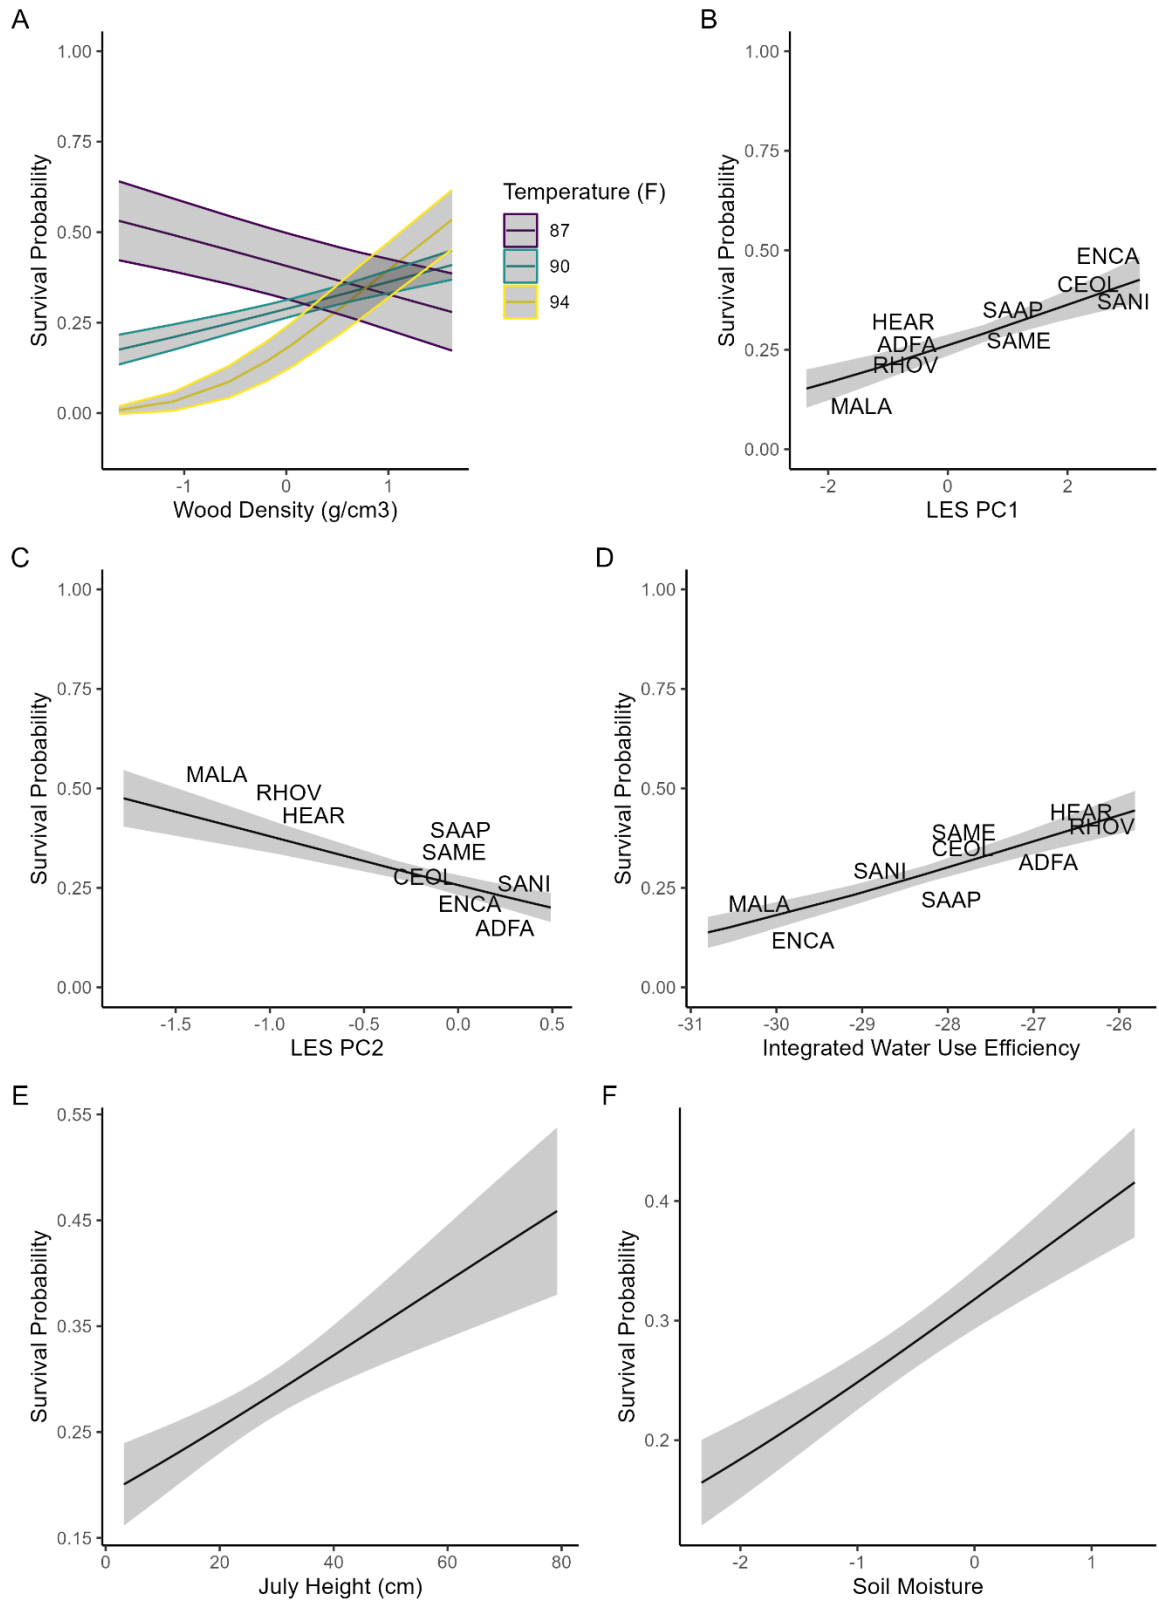 A
1.00
0.75
0.50
0.25
0.00
Survival Probability
-1
0
1
Wood Density (g/cm3)
Temperature (F)
87
90
94
B
1.00
0.75
0.50
0.25
0.00
Survival Probability
ENCA
CEOL
SANI
SAAP
HEAR
SAME
ADFA
RHOV
MALA
-2
0
2
LES PC1
C
1.00
0.75
0.50
0.25
0.00
Survival Probability
MALA
RHOV
HEAR
SAAP
SAME
CEOL
SANI
ENCA
ADFA
-1.5
-1.0
-0.5
0.0
0.5
LES PC2
D
1.00
0.75
0.50
0.25
0.00
Survival Probability
HEAR
RHOV
SAME
CEOL
ADFA
SANI
SAAP
MALA
ENCA
-31
-30
-29
-28
-27
-26
Integrated Water Use Efficiency
E
0.55
0.45
0.35
0.25
0.15
Survival Probability
0
20
40
60
80
July Height (cm)
F
0.4
0.3
0.2
Survival Probability
-2
-1
0
1
Soil Moisture